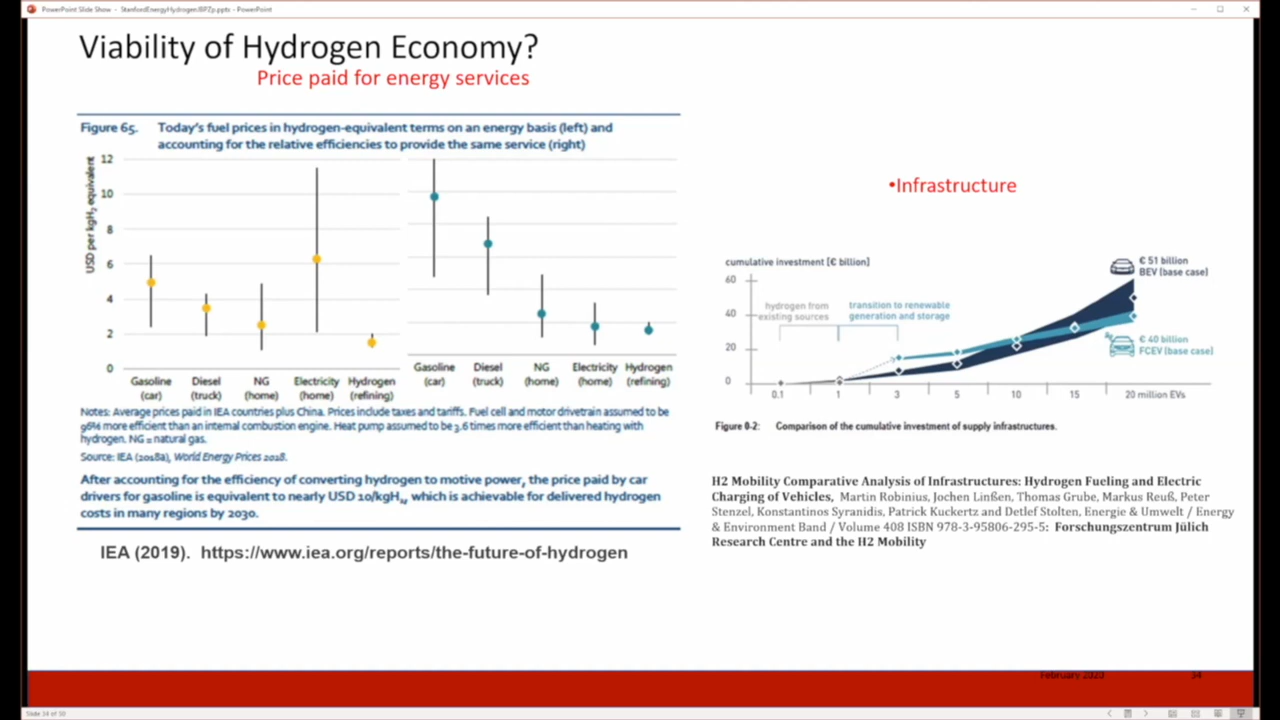 PowerPoint Slide Show - StanfordEnergyHydrogenJBPZp.pptx - PowerPoint
Viability of Hydrogen Economy?
Price paid for energy services
Figure 65. Today's fuel prices in hydrogen-equivalent terms on an energy basis (left) and
accounting for the relative efficiencies to provide the same service (right)
USD per kgH₂ equivalent
12
10
8
6
4
2
0
Gasoline (car)
Diesel (truck)
NG (home)
Electricity (home)
Hydrogen (refining)
Gasoline (car)
Diesel (truck)
NG (home)
Electricity (home)
Hydrogen (refining)
Notes: Average prices paid in IEA countries plus China. Prices include taxes and tariffs. Fuel cell and motor drivetrain assumed to be
96% more efficient than an internal combustion engine. Heat pump assumed to be 3.6 times more efficient than heating with
hydrogen. NG = natural gas.
Source: IEA (2018a), World Energy Prices 2018.
After accounting for the efficiency of converting hydrogen to motive power, the price paid by car
drivers for gasoline is equivalent to nearly USD 10/kgH₂, which is achievable for delivered hydrogen
costs in many regions by 2030.
IEA (2019). https://www.iea.org/reports/the-future-of-hydrogen
•Infrastructure
cumulative investment [€ billion]
60
40
20
0
hydrogen from
existing sources
transition to renewable
generation and storage
€ 51 billion
BEV (base case)
€ 40 billion
FCEV (base case)
0.1 1 3 5 10 15 20 million EVs
Figure 0-2: Comparison of the cumulative investment of supply infrastructures.
H2 Mobility Comparative Analysis of Infrastructures: Hydrogen Fueling and Electric
Charging of Vehicles, Martin Robinius, Jochen Linßen, Thomas Grube, Markus Reuß, Peter
Stenzel, Konstantinos Syranidis, Patrick Kuckertz and Detlef Stolten, Energie & Umwelt / Energy
& Environment Band / Volume 408 ISBN 978-3-95806-295-5: Forschungszentrum Jülich
Research Centre and the H2 Mobility
February 2020
34
Slide 34 of 38